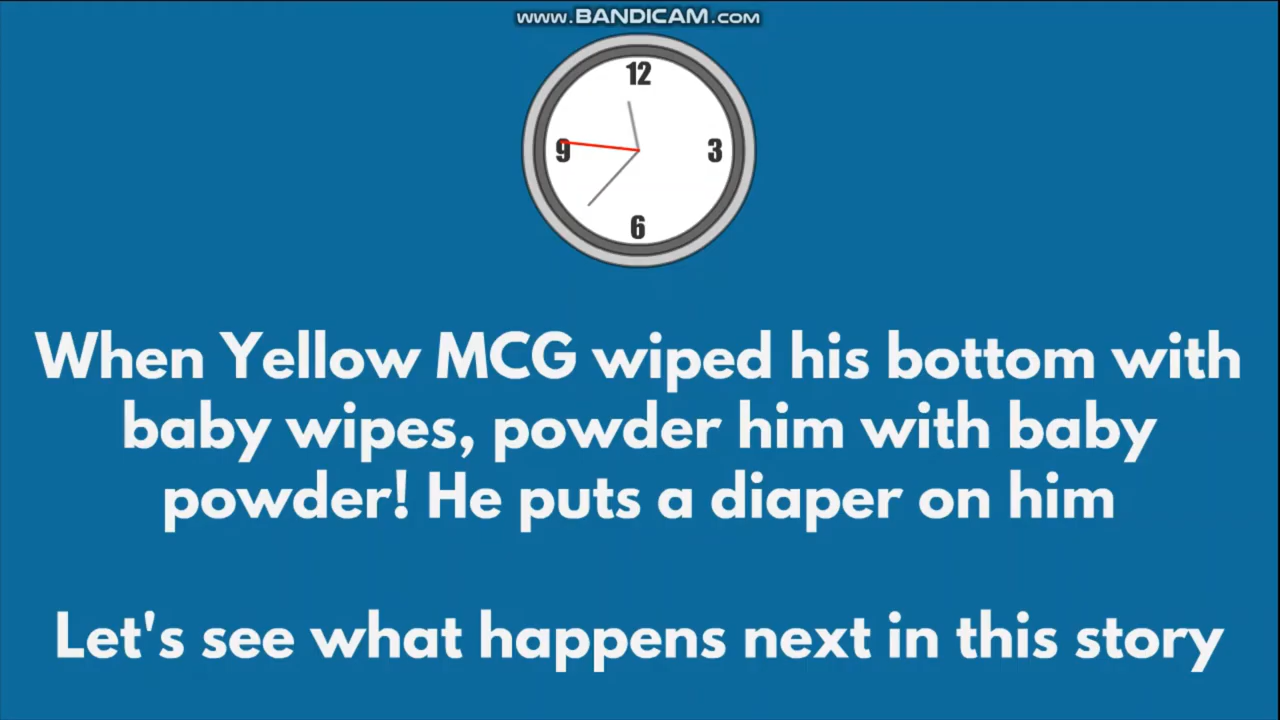 www.BANDICAM.com
12
9
3
6
When Yellow MCG wiped his bottom with
baby wipes, powder him with baby
powder! He puts a diaper on him
Let's see what happens next in this story